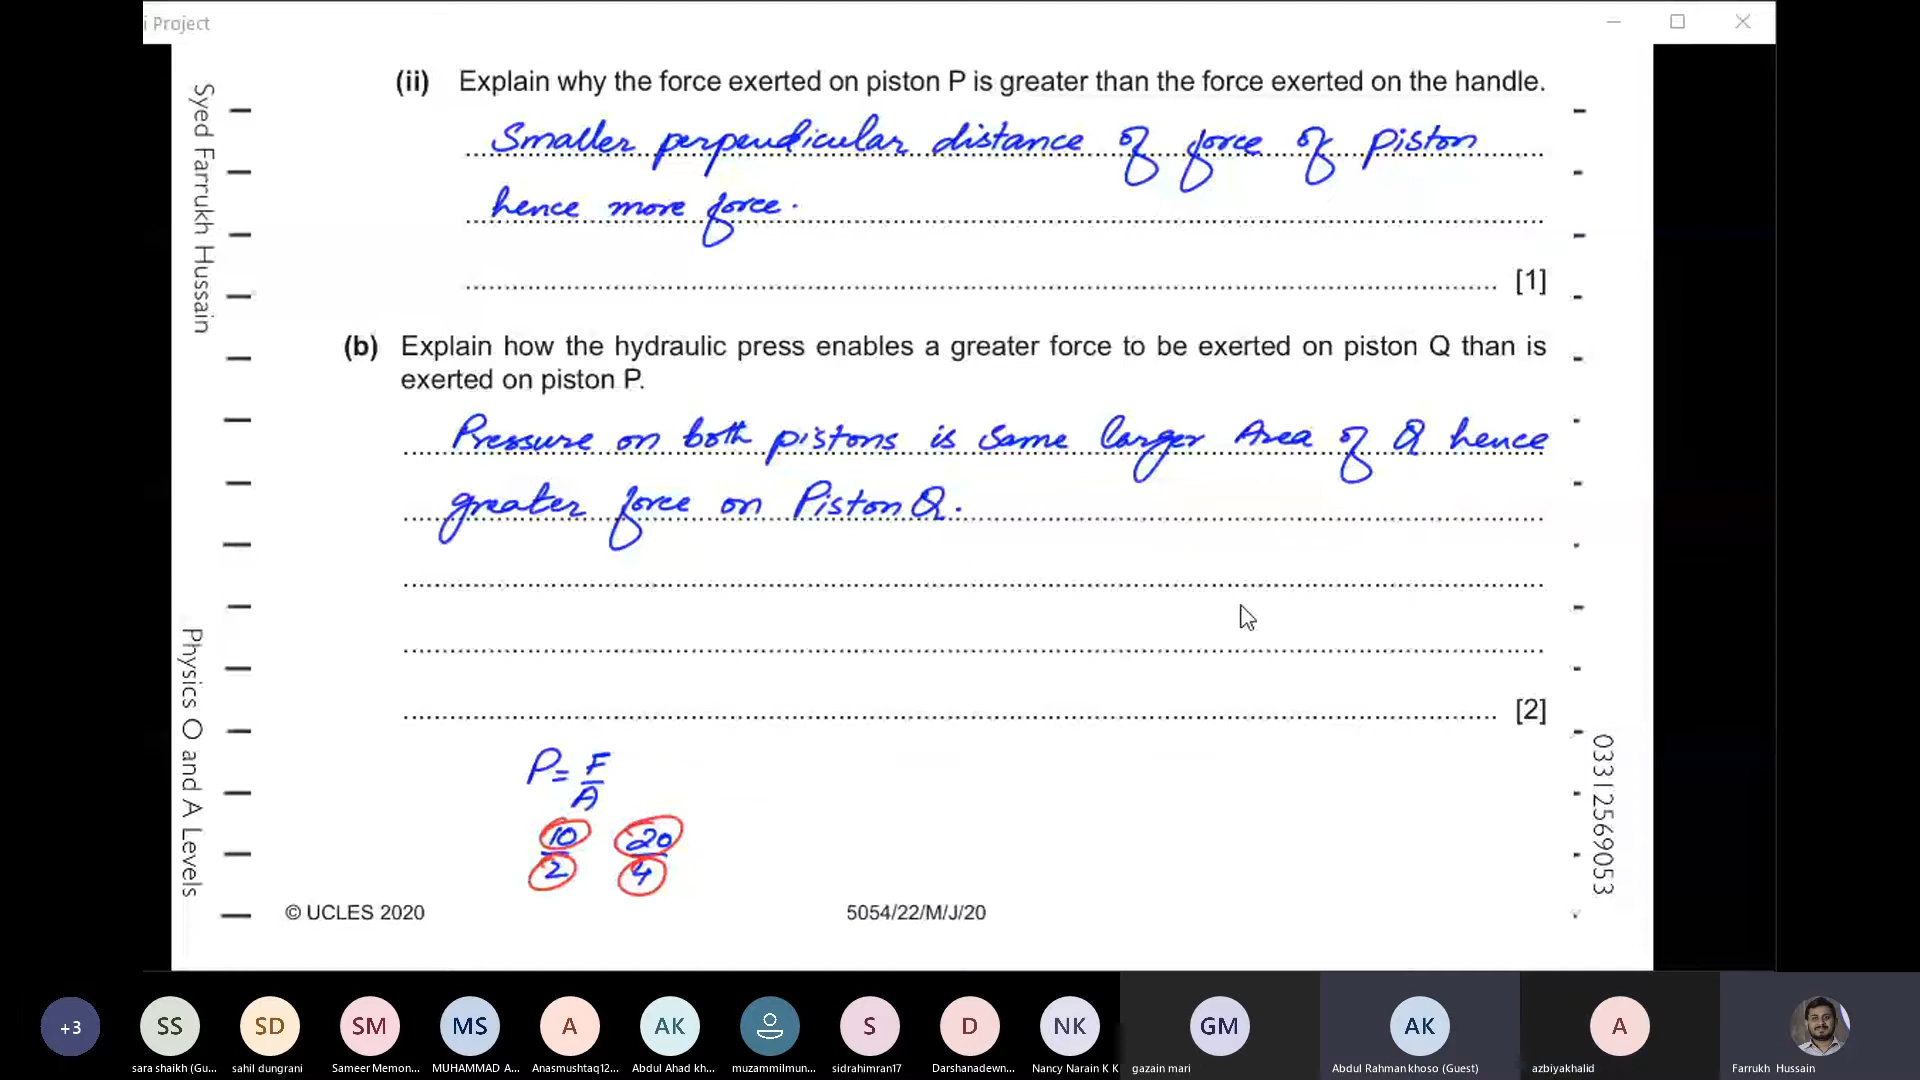 i Project
(ii) Explain why the force exerted on piston P is greater than the force exerted on the handle.
Smaller perpendicular distance of force of piston
hence more force.
[1]
(b) Explain how the hydraulic press enables a greater force to be exerted on piston Q than is
exerted on piston P.
Pressure on both pistons is same larger Area of Q hence
greater force on Piston Q.
[2]
P = F/A
10/2 20/4
© UCLES 2020 5054/22/M/J/20
Syed Farrukh Hussain
Physics O and A Levels
03312569053
+3 SS SD SM MS A AK S D NK GM AK A
sara shaikh (Gu... sahil dungrani Sameer Memon... MUHAMMAD A... Anasmushtaq12... Abdul Ahad kh... muzammilmun... sidrahimran17 Darshanadewn... Nancy Narain K K gazain mari Abdul Rahman khoso (Guest) azbiyakhalid Farrukh Hussain